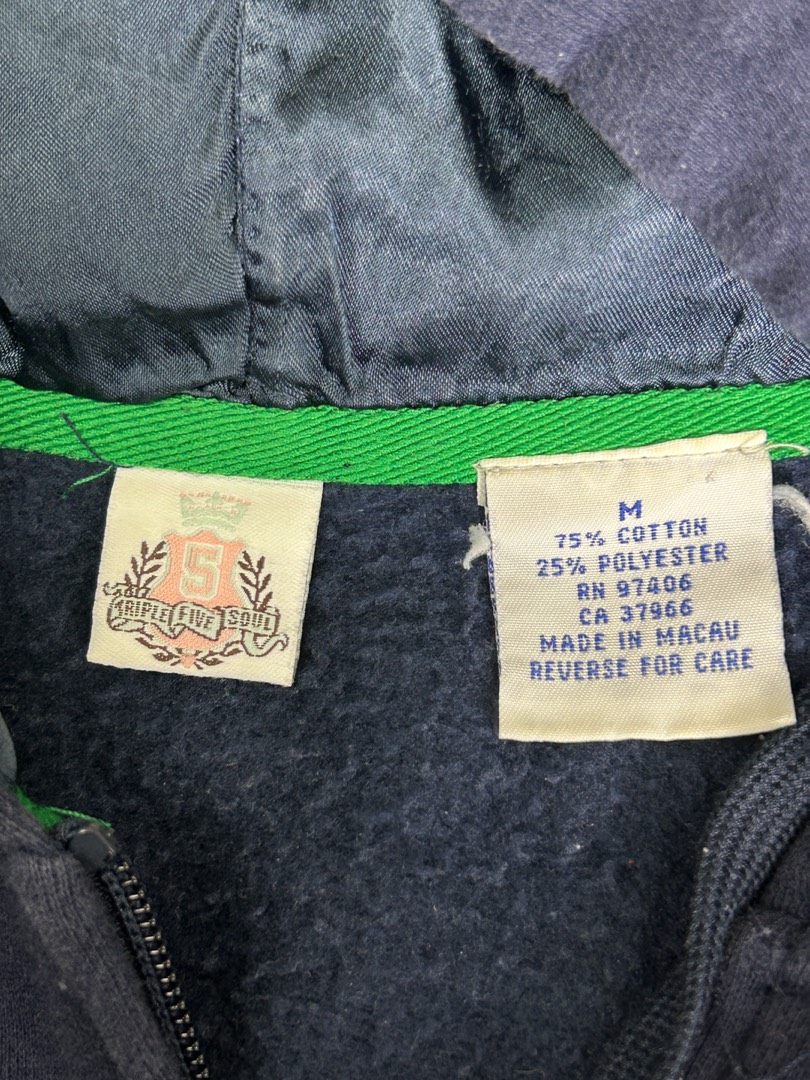 5
TRIPLE FIVE SOUL
M
75% COTTON
25% POLYESTER
RN 97406
CA 37966
MADE IN MACAU
REVERSE FOR CARE